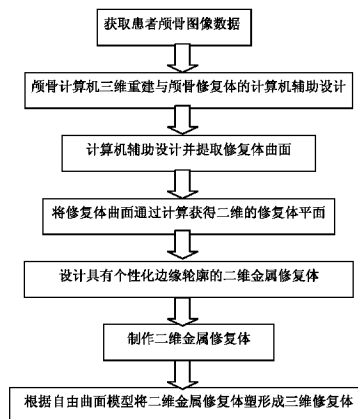 获取患者颅骨图像数据
颅骨计算机三维重建与颅骨修复体的计算机辅助设计
计算机辅助设计并提取修复体曲面
将修复体曲面通过计算获得二维的修复体平面
设计具有个性化边缘轮廓的二维金属修复体
制作二维金属修复体
根据自由曲面模型将二维金属修复体塑形成三维修复体